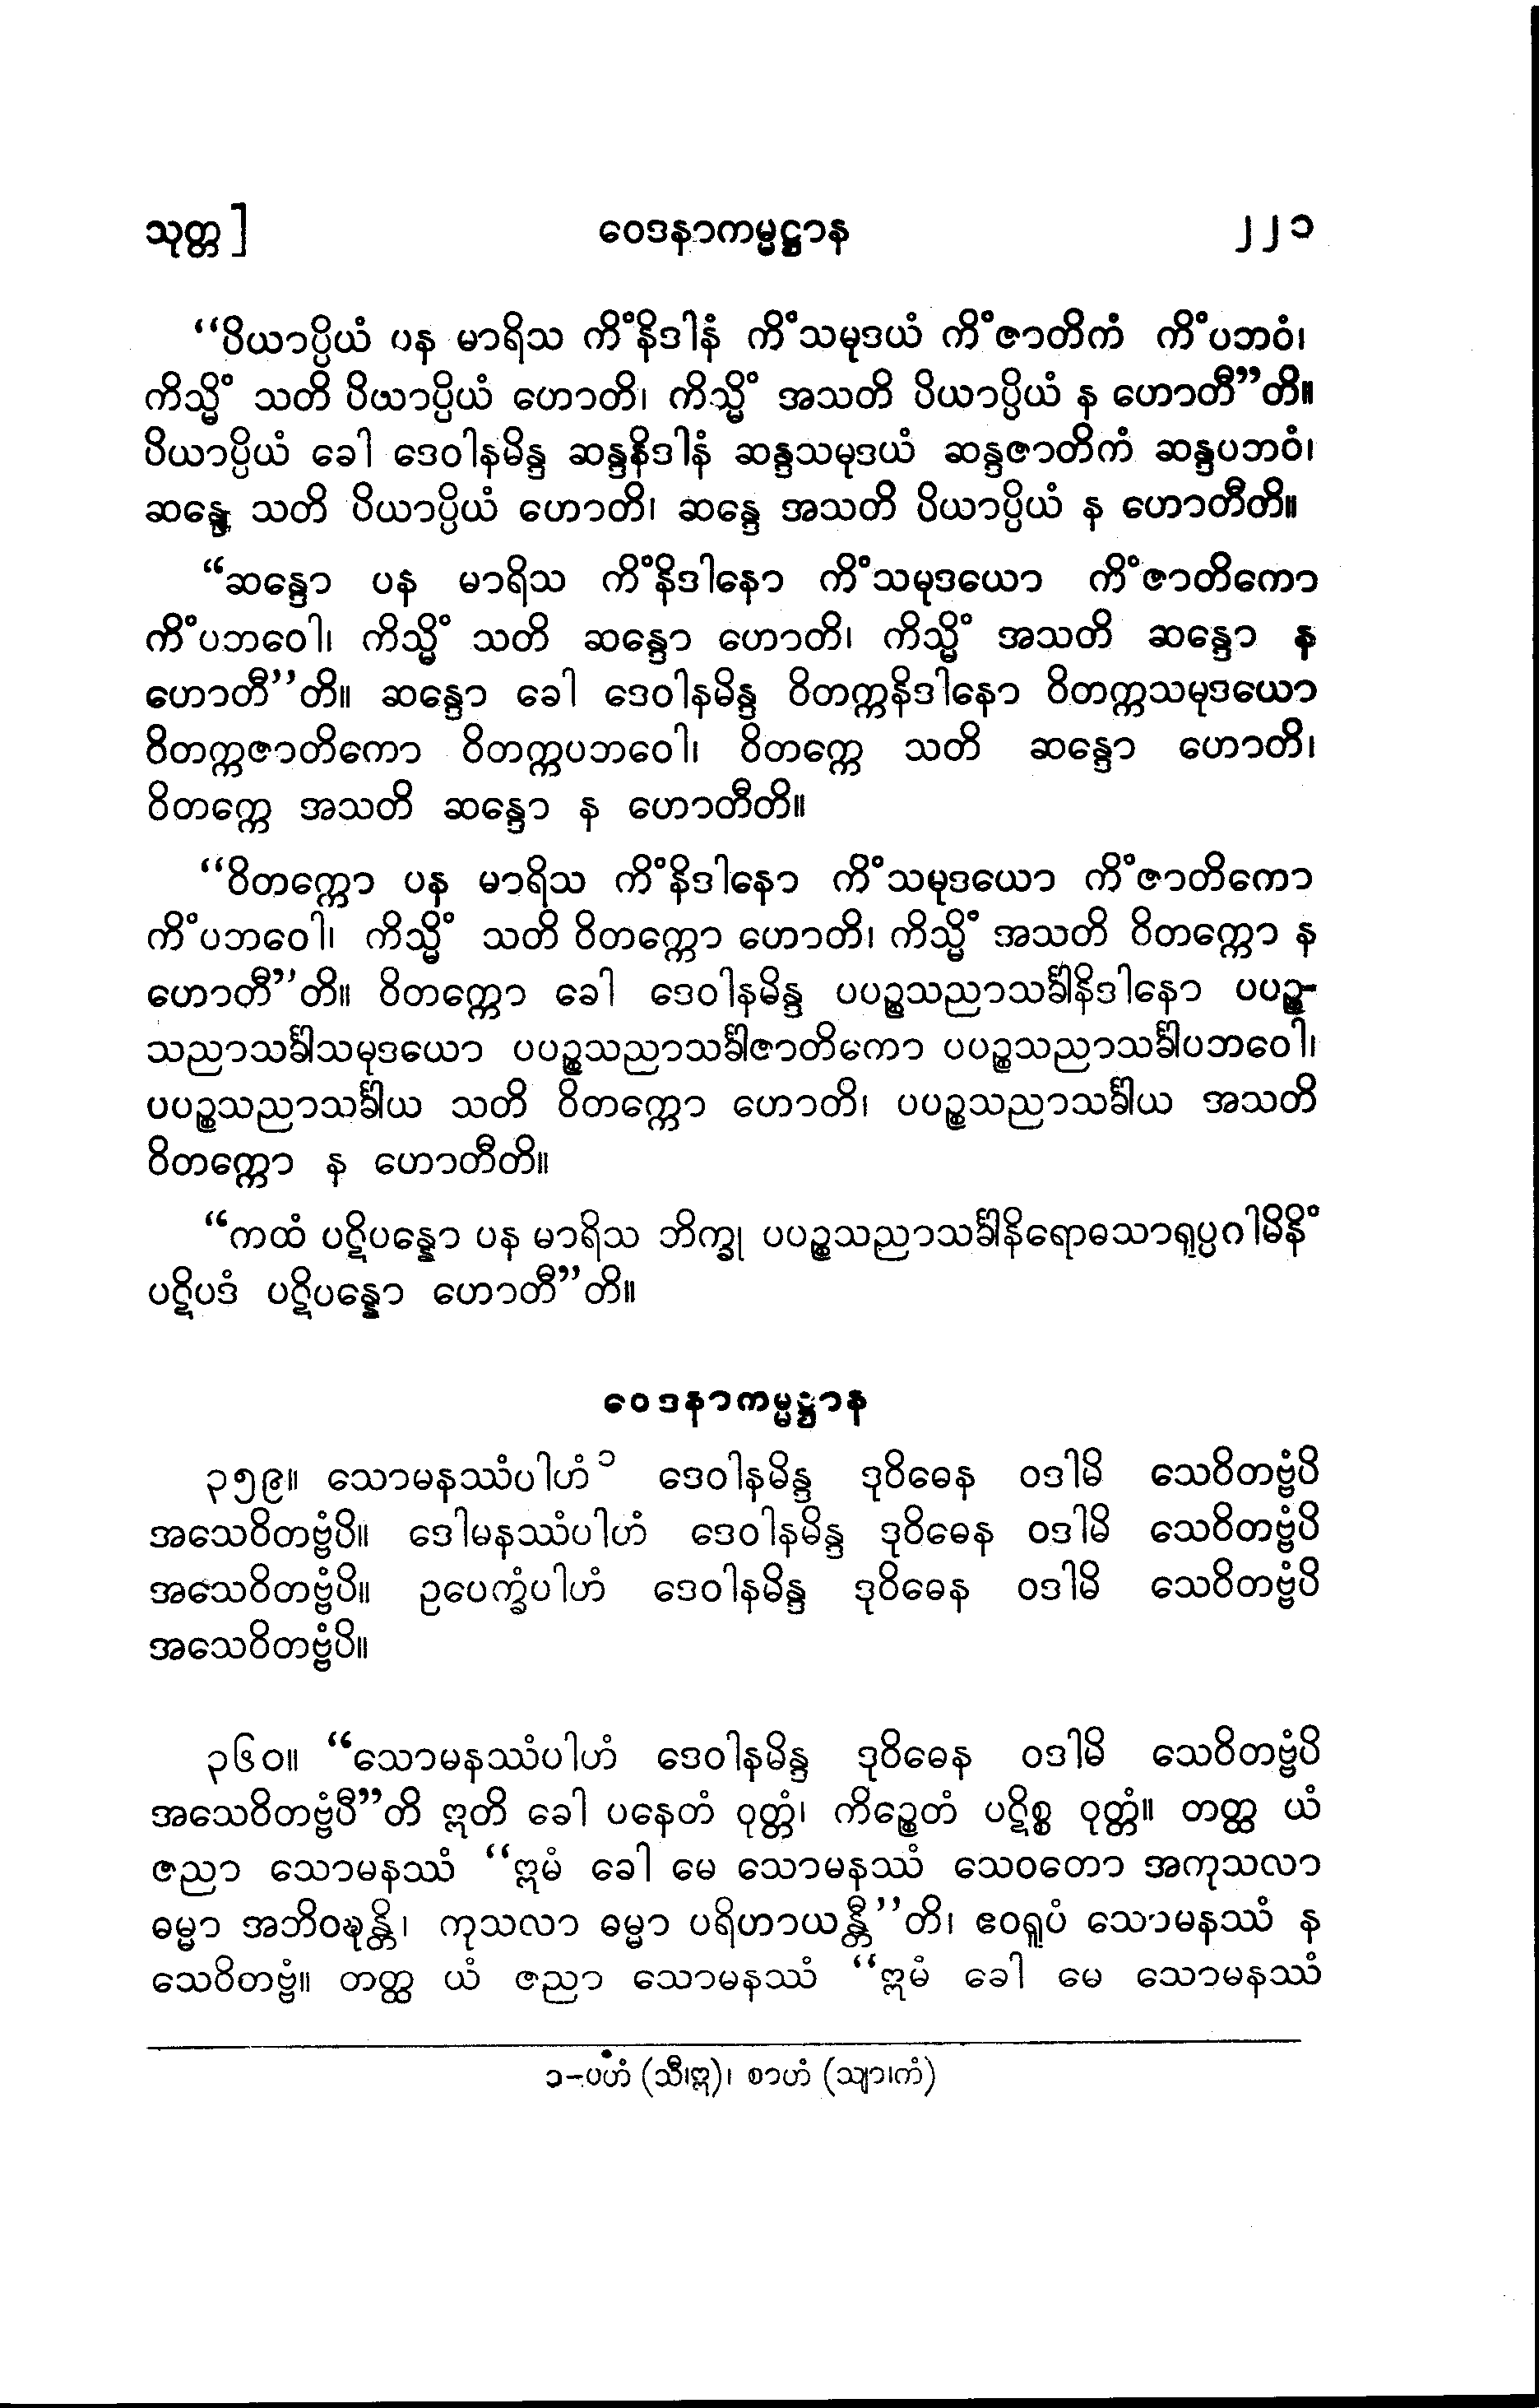 သုတ္တ ] ဝေဒနာကမ္မဋ္ဌာန ၂၂၁
“ပိယာပ္ပိယံ ပန မာရိသ ကိံနိဒါနံ ကိံသမုဒယံ ကိံဇာတိကံ ကိံပဘဝံ၊
ကိသ္မိံ သတိ ပိယာပ္ပိယံ ဟောတိ၊ ကိသ္မိံ အသတိ ပိယာပ္ပိယံ န ဟောတီ”တိ။
ပိယာပ္ပိယံ ခေါ ဒေဝါနမိန္ဒ ဆန္ဒနိဒါနံ ဆန္ဒသမုဒယံ ဆန္ဒဇာတိကံ ဆန္ဒပဘဝံ၊
ဆန္ဒေ သတိ ပိယာပ္ပိယံ ဟောတိ၊ ဆန္ဒေ အသတိ ပိယာပ္ပိယံ န ဟောတီတိ။
“ဆန္ဒော ပန မာရိသ ကိံနိဒါနော ကိံသမုဒယော ကိံဇာတိကော
ကိံပဘဝေါ၊ ကိသ္မိံ သတိ ဆန္ဒော ဟောတိ၊ ကိသ္မိံ အသတိ ဆန္ဒော န
ဟောတီ”တိ။ ဆန္ဒော ခေါ ဒေဝါနမိန္ဒ ဝိတက္ကနိဒါနော ဝိတက္ကသမုဒယော
ဝိတက္ကဇာတိကော ဝိတက္ကပဘဝေါ၊ ဝိတက္ကေ သတိ ဆန္ဒော ဟောတိ၊
ဝိတက္ကေ အသတိ ဆန္ဒော န ဟောတီတိ။
“ဝိတက္ကော ပန မာရိသ ကိံနိဒါနော ကိံသမုဒယော ကိံဇာတိကော
ကိံပဘဝေါ၊ ကိသ္မိံ သတိ ဝိတက္ကော ဟောတိ၊ ကိသ္မိံ အသတိ ဝိတက္ကော န
ဟောတီ”တိ။ ဝိတက္ကော ခေါ ဒေဝါနမိန္ဒ ပပဉ္စသညာသင်္ခါနိဒါနော ပပဉ္စ-
သညာသင်္ခါသမုဒယော ပပဉ္စသညာသင်္ခါဇာတိကော ပပဉ္စသညာသင်္ခါပဘဝေါ၊
ပပဉ္စသညာသင်္ခါယ သတိ ဝိတက္ကော ဟောတိ၊ ပပဉ္စသညာသင်္ခါယ အသတိ
ဝိတက္ကော န ဟောတီတိ။
“ကထံ ပဋိပန္နော ပန မာရိသ ဘိက္ခု ပပဉ္စသညာသင်္ခါနိရောဓသာရုပ္ပဂါမိနိံ
ပဋိပဒံ ပဋိပန္နော ဟောတီ”တိ။
ဝေဒနာကမ္မဋ္ဌာန
၃၅၉။ သောမနဿံပါဟံ ၁ ဒေဝါနမိန္ဒ ဒုဝိဓေန ဝဒါမိ သေဝိတဗ္ဗံပိ
အသေဝိတဗ္ဗံပိ။ ဒေါမနဿံပါဟံ ဒေဝါနမိန္ဒ ဒုဝိဓေန ဝဒါမိ သေဝိတဗ္ဗံပိ
အသေဝိတဗ္ဗံပိ။ ဥပေက္ခံပါဟံ ဒေဝါနမိန္ဒ ဒုဝိဓေန ဝဒါမိ သေဝိတဗ္ဗံပိ
အသေဝိတဗ္ဗံပိ။
၃၆၀။ “သောမနဿံပါဟံ ဒေဝါနမိန္ဒ ဒုဝိဓေန ဝဒါမိ သေဝိတဗ္ဗံပိ
အသေဝိတဗ္ဗံပီ”တိ ဣတိ ခေါ ပနေတံ ဝုတ္တံ၊ ကိဉ္စေတံ ပဋိစ္စ ဝုတ္တံ။ တတ္ထ ယံ
ဇညာ သောမနဿံ “ဣမံ ခေါ မေ သောမနဿံ သေဝတော အကုသလာ
ဓမ္မာ အဘိဝဍ္ဎန္တိ၊ ကုသလာ ဓမ္မာ ပရိဟာယန္တီ”တိ၊ ဧဝရူပံ သောမနဿံ န
သေဝိတဗ္ဗံ။ တတ္ထ ယံ ဇညာ သောမနဿံ “ဣမံ ခေါ မေ သောမနဿံ
၁-ပဟံ (သီ၊ဣ)၊ စာဟံ (သျာ၊ကံ)